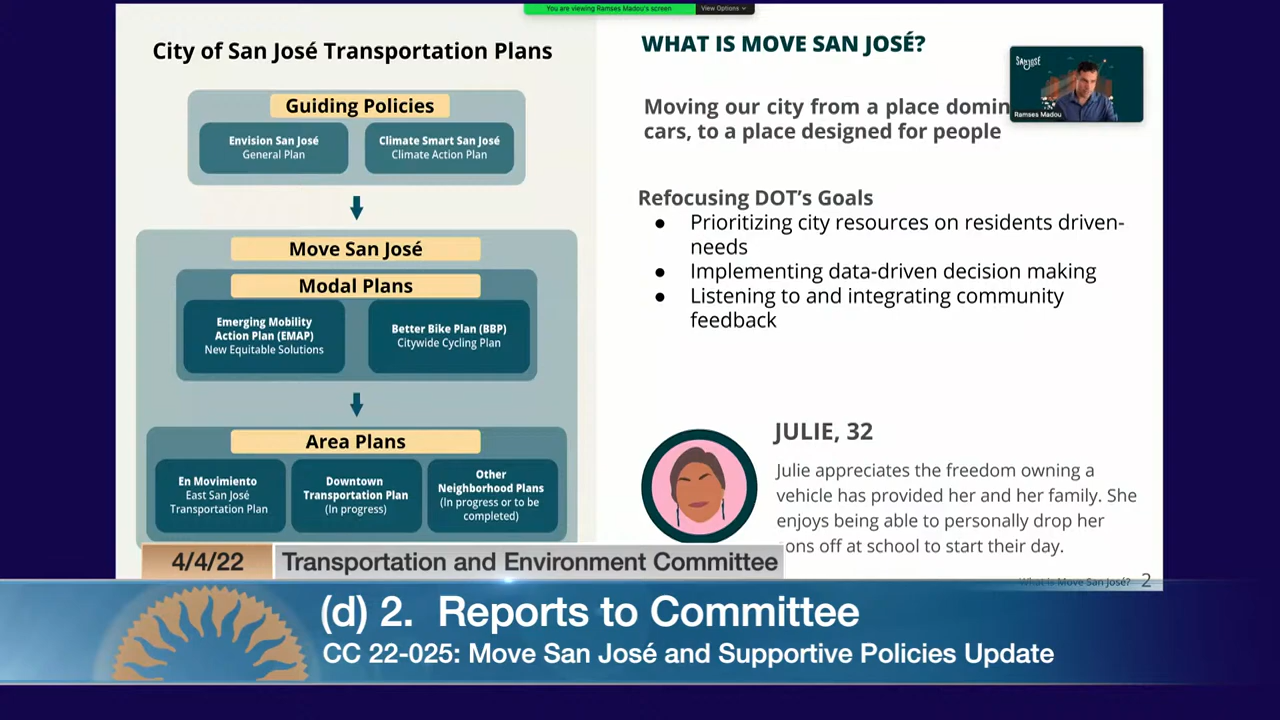 You are viewing Ramses Madou's screen
View Options
City of San José Transportation Plans
Guiding Policies
Envision San José
General Plan
Climate Smart San José
Climate Action Plan
Move San José
Modal Plans
Emerging Mobility
Action Plan (EMAP)
New Equitable Solutions
Better Bike Plan (BBP)
Citywide Cycling Plan
Area Plans
En Movimiento
East San José
Transportation Plan
Downtown
Transportation Plan
(In progress)
Other
Neighborhood Plans
(In progress or to be
completed)
WHAT IS MOVE SAN JOSÉ?
SAN JOSÉ
Ramses Madou
Moving our city from a place domin
cars, to a place designed for people
Refocusing DOT's Goals
● Prioritizing city resources on residents driven-
needs
● Implementing data-driven decision making
● Listening to and integrating community
feedback
JULIE, 32
Julie appreciates the freedom owning a
vehicle has provided her and her family. She
enjoys being able to personally drop her
ons off at school to start their day.
What is Move San José? 2
4/4/22 Transportation and Environment Committee
(d) 2. Reports to Committee
CC 22-025: Move San José and Supportive Policies Update